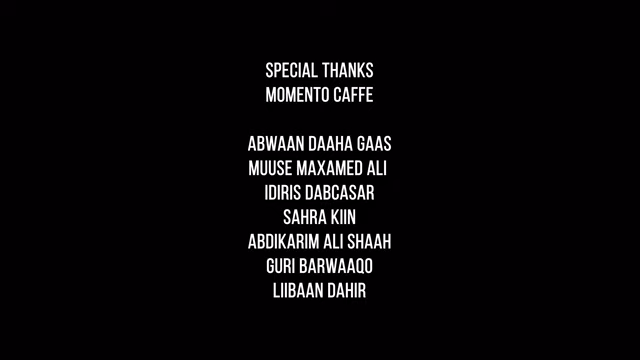 SPECIAL THANKS
MOMENTO CAFFE
ABWAAN DAAHA GAAS
MUUSE MAXAMED ALI
IDIRIS DABCASAR
SAHRA KIIN
ABDIKARIM ALI SHAAH
GURI BARWAAQO
LIIBAAN DAHIR